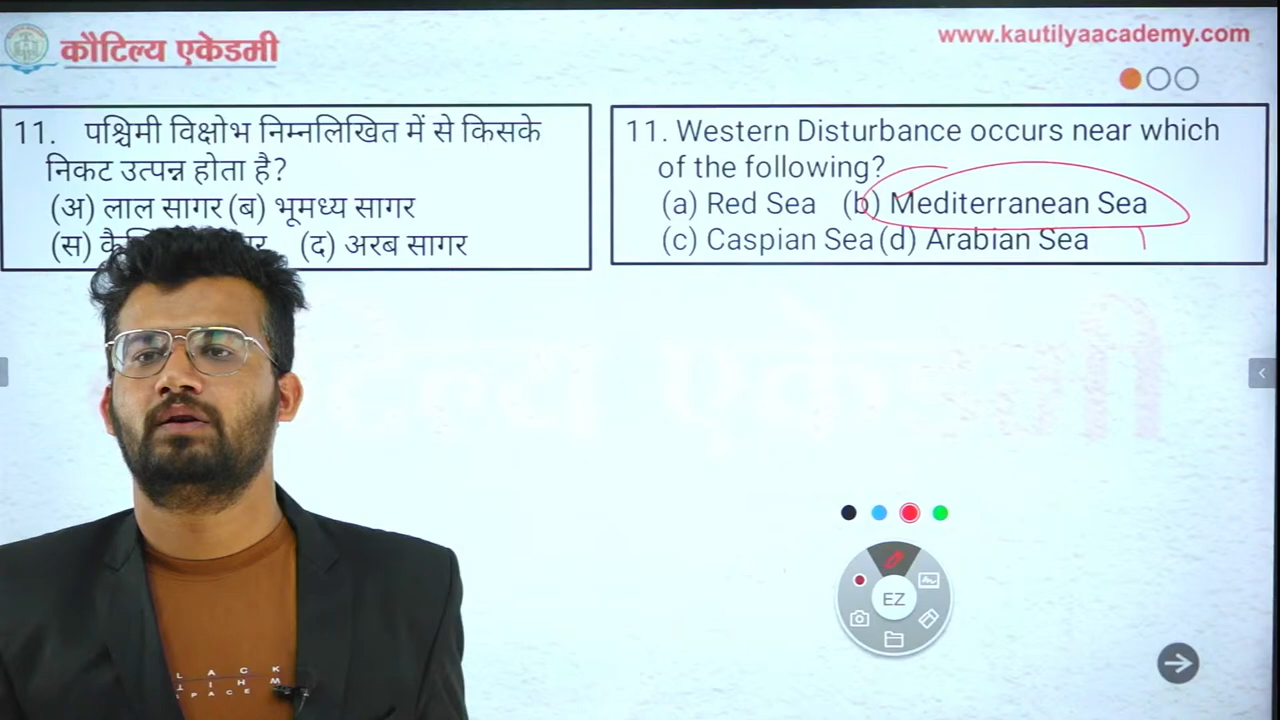 कौटिल्य एकेडमी
www.kautilyaacademy.com
11. पश्चिमी विक्षोभ निम्नलिखित में से किसके
निकट उत्पन्न होता है?
(अ) लाल सागर (ब) भूमध्य सागर
(स) (द) अरब सागर
11. Western Disturbance occurs near which
of the following?
(a) Red Sea (b) Mediterranean Sea
(c) Caspian Sea (d) Arabian Sea
EZ
L A C K
T I H M
I P A C E